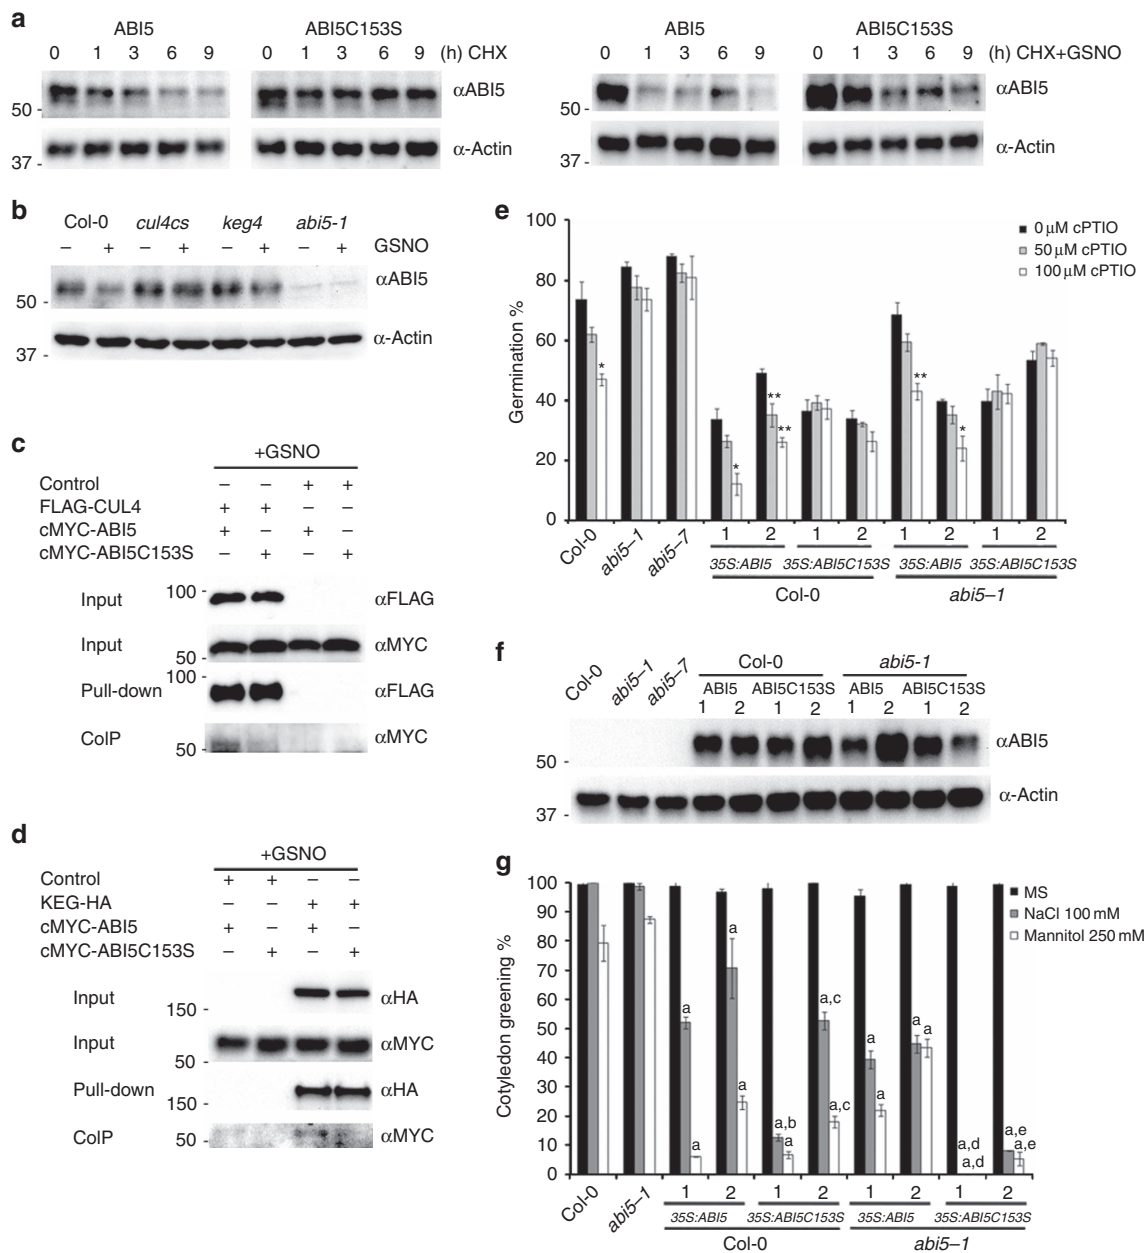 a
ABI5 ABI5C153S
0 1 3 6 9 0 1 3 6 9 (h) CHX
50 - αABI5
37 - α-Actin
ABI5 ABI5C153S
0 1 3 6 9 0 1 3 6 9 (h) CHX+GSNO
50 - αABI5
37 - α-Actin
b
Col-0 cul4cs keg4 abi5-1
– + – + – + – + GSNO
50 - αABI5
37 - α-Actin
c
+GSNO
Control – – + +
FLAG-CUL4 + + – –
cMYC-ABI5 + – + –
cMYC-ABI5C153S – + – +
Input 100 - αFLAG
Input 50 - αMYC
Pull-down 100 - αFLAG
CoIP 50 - αMYC
d
+GSNO
Control + + – –
KEG-HA – – + +
cMYC-ABI5 + – + –
cMYC-ABI5C153S – + – +
Input 150 - αHA
Input 50 - αMYC
Pull-down 150 - αHA
CoIP 50 - αMYC
e
Germination %
100
80
60
40
20
0
0 μM cPTIO
50 μM cPTIO
100 μM cPTIO
* * ** ** ** *
Col-0 abi5–1 abi5–7
1 2 1 2 1 2 1 2
35S:ABI5 35S:ABI5C153S 35S:ABI5 35S:ABI5C153S
Col-0 abi5–1
f
Col-0 abi5–1 abi5–7
Col-0 abi5-1
ABI5 ABI5C153S ABI5 ABI5C153S
1 2 1 2 1 2 1 2
50 - αABI5
37 - α-Actin
g
Cotyledon greening %
100
90
80
70
60
50
40
30
20
10
0
MS
NaCl 100 mM
Mannitol 250 mM
a a a a a,b a a,c a,c a a a a a,d a,d a,e a,e
Col-0 abi5–1
1 2 1 2 1 2 1 2
35S:ABI5 35S:ABI5C153S 35S:ABI5 35S:ABI5C153S
Col-0 abi5–1